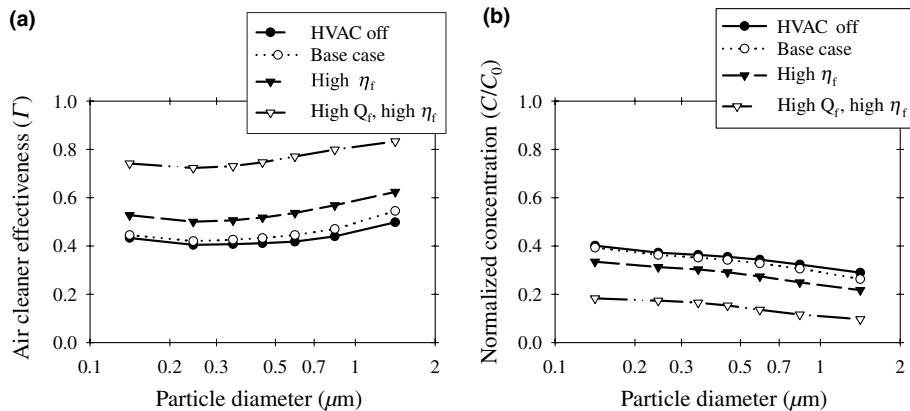 (a)
HVAC off
Base case
High ηf
High Qf, high ηf
Air cleaner effectiveness (Γ)
1.0
0.8
0.6
0.4
0.2
0.0
0.1 0.2 0.3 0.5 0.7 1 2
Particle diameter (μm)
(b)
HVAC off
Base case
High ηf
High Qf, high ηf
Normalized concentration (C/C0)
1.0
0.8
0.6
0.4
0.2
0.0
0.1 0.2 0.3 0.5 0.7 1 2
Particle diameter (μm)